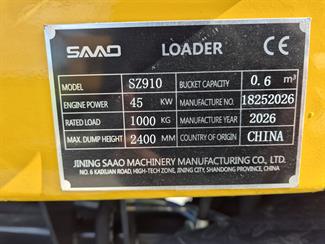 SAAO LOADER CE
MODEL SZ910 BUCKET CAPACITY 0.6 m³
ENGINE POWER 45 KW MANUFACTURE NO. 18252026
RATED LOAD 1000 KG MANUFACTURE YEAR 2026
MAX. DUMP HEIGHT 2400 MM COUNTRY OF ORIGIN CHINA
JINING SAAO MACHINERY MANUFACTURING CO., LTD.
NO. 6 KAIXUAN ROAD, HIGH-TECH ZONE, JINING CITY, SHANDONG PROVINCE, CHINA